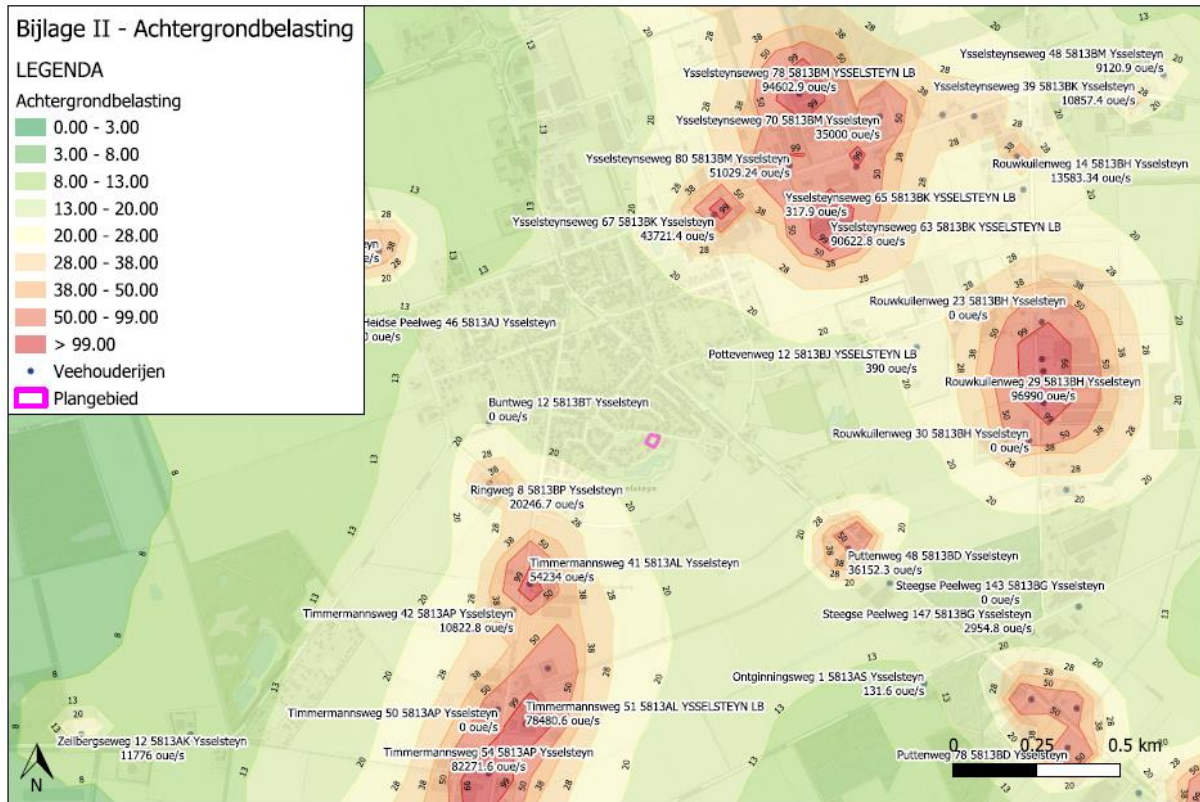 Bijlage II - Achtergrondbelasting
LEGENDA
Achtergrondbelasting
0.00 - 3.00
3.00 - 8.00
8.00 - 13.00
13.00 - 20.00
20.00 - 28.00
28.00 - 38.00
38.00 - 50.00
50.00 - 99.00
> 99.00
Veehouderijen
Plangebied
Ysselsteynseweg 48 5813BM Ysselsteyn
9120.9 oue/s
Ysselsteynseweg 78 5813BM YSSELSTEYN LB
94602.9 oue/s
Ysselsteynseweg 39 5813BK Ysselsteyn
10857.4 oue/s
Ysselsteynseweg 70 5813BM Ysselsteyn
35000 oue/s
Ysselsteynseweg 80 5813BM Ysselsteyn
51029.24 oue/s
Rouwkuilenweg 14 5813BH Ysselsteyn
13583.34 oue/s
Ysselsteynseweg 65 5813BK YSSELSTEYN LB
317.9 oue/s
Ysselsteynseweg 67 5813BK Ysselsteyn
43721.4 oue/s
Ysselsteynseweg 63 5813BK YSSELSTEYN LB
90622.8 oue/s
Rouwkuilenweg 23 5813BH Ysselsteyn
0 oue/s
Heidse Peelweg 46 5813AJ Ysselsteyn
0 oue/s
Pottevenweg 12 5813BJ YSSELSTEYN LB
390 oue/s
Rouwkuilenweg 29 5813BH Ysselsteyn
96990 oue/s
Buntweg 12 5813BT Ysselsteyn
0 oue/s
Rouwkuilenweg 30 5813BH Ysselsteyn
0 oue/s
Ringweg 8 5813BP Ysselsteyn
20246.7 oue/s
Puttenweg 48 5813BD Ysselsteyn
36152.3 oue/s
Timmermannsweg 41 5813AL Ysselsteyn
54234 oue/s
Steegse Peelweg 143 5813BG Ysselsteyn
0 oue/s
Timmermannsweg 42 5813AP Ysselsteyn
10822.8 oue/s
Steegse Peelweg 147 5813BG Ysselsteyn
2954.8 oue/s
Ontginningsweg 1 5813AS Ysselsteyn
131.6 oue/s
Timmermannsweg 50 5813AP Ysselsteyn
0 oue/s
Timmermannsweg 51 5813AL YSSELSTEYN LB
78480.6 oue/s
Zeilbergseweg 12 5813AK Ysselsteyn
11776 oue/s
Timmermannsweg 54 5813AP Ysselsteyn
82271.6 oue/s
Puttenweg 78 5813BD Ysselsteyn
N
0 0.25 0.5 km